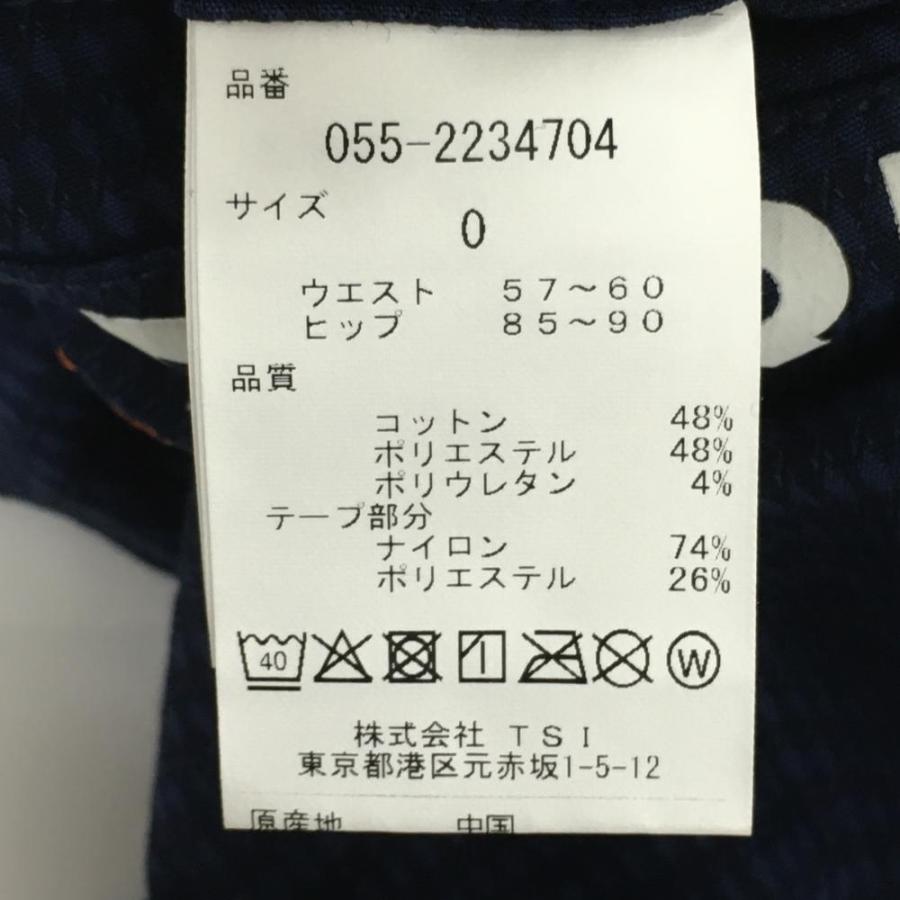 品番
055-2234704
サイズ
0
ウエスト 57～60
ヒップ 85～90
品質
コットン 48%
ポリエステル 48%
ポリウレタン 4%
テープ部分
ナイロン 74%
ポリエステル 26%
40 W
株式会社 TSI
東京都港区元赤坂1-5-12
原産地 中国